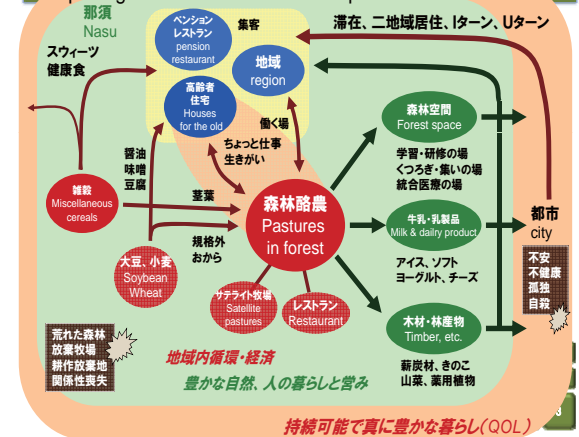 那須
Nasu
ペンション
レストラン
pension
restaurant
集客
滞在、二地域居住、Iターン、Uターン
スウィーツ
健康食
地域
region
高齢者
住宅
Houses
for the old
働く場
ちょっと仕事
生きがい
醤油
味噌
豆腐
森林空間
Forest space
学習・研修の場
くつろぎ・集いの場
統合医療の場
雑穀
Miscellaneous
cereals
茎葉
森林酪農
Pastures
in forest
牛乳・乳製品
Milk & dailry product
都市
city
規格外
おから
アイス、ソフト
ヨーグルト、チーズ
不安
不健康
孤独
自殺
大豆、小麦
Soybean
Wheat
サテライト牧場
Satellite
pastures
レストラン
Restaurant
木材・林産物
Timber, etc.
荒れた森林
放棄牧場
耕作放棄地
関係性喪失
地域内循環・経済
豊かな自然、人の暮らしと営み
薪炭材、きのこ
山菜、薬用植物
持続可能で真に豊かな暮らし(QOL)